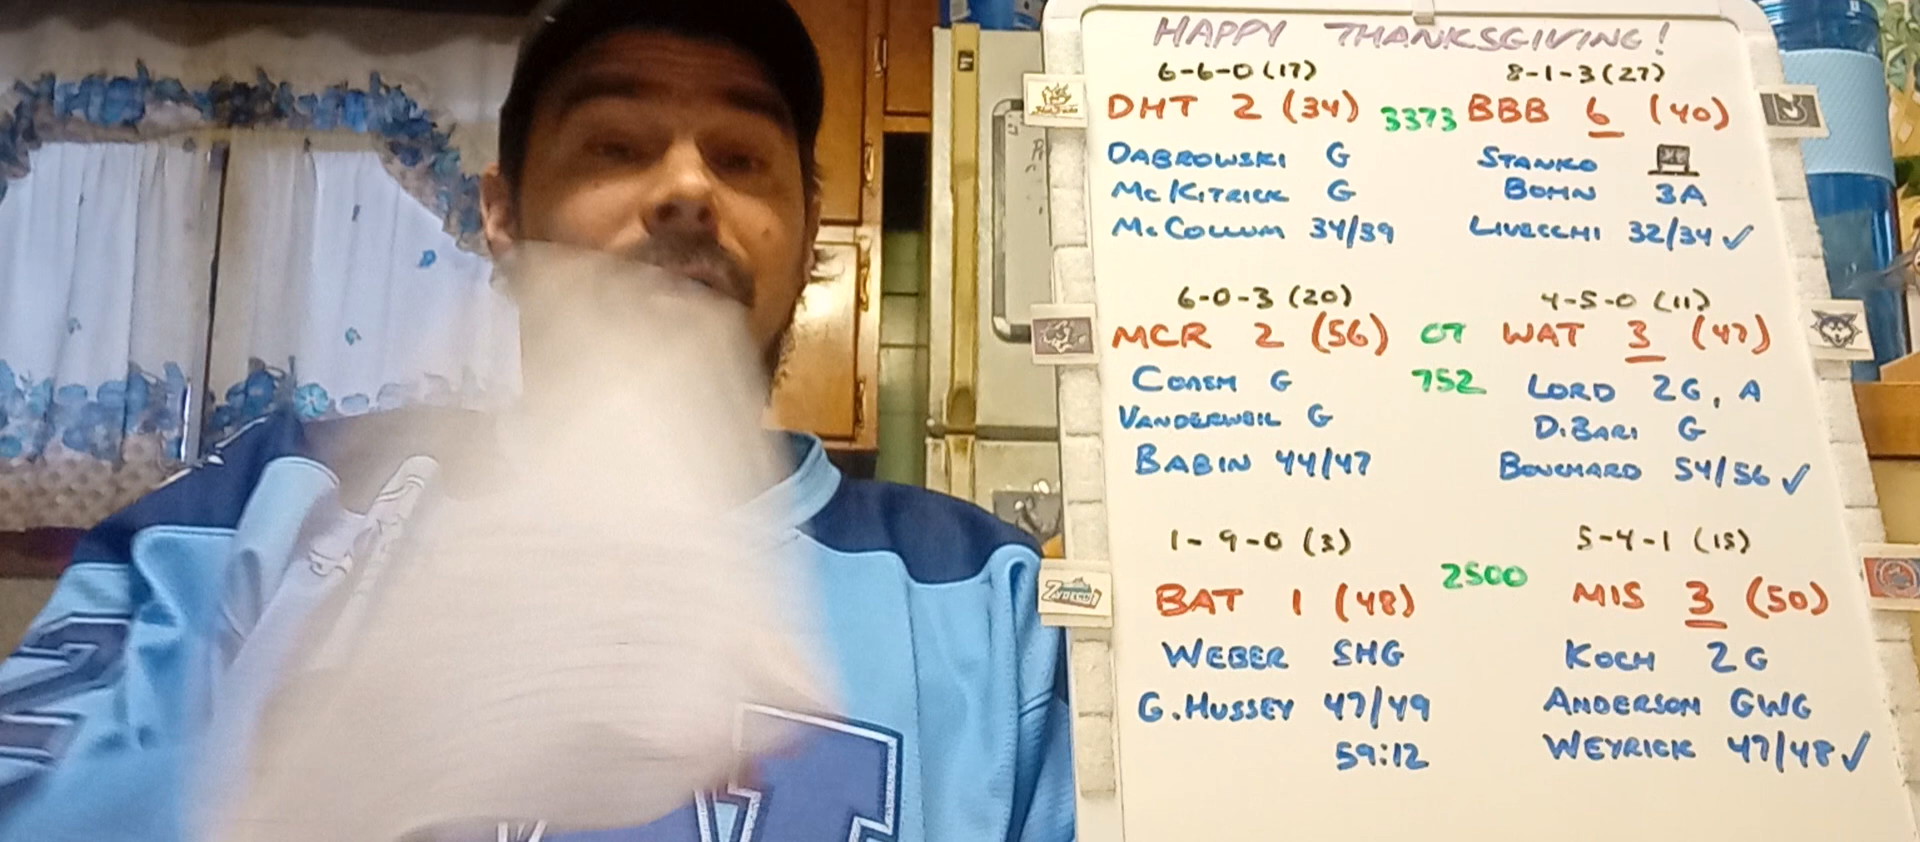 HAPPY THANKSGIVING!
6-6-0 (17) 8-1-3 (27)
DHT 2 (34) 3373 BBB 6 (40)
DABROWSKI G STANKO
McKITRICK G BOHN 3A
McCOLLUM 34/39 LIVECCHI 32/34 ✓
6-0-3 (20) 4-5-0 (11)
MCR 2 (56) OT WAT 3 (47)
COASH G 752 LORD 2G, A
VANDERWEIL G DiBARI G
BABIN 44/47 BOUCHARD 54/56 ✓
1-9-0 (3) 5-4-1 (15)
BAT 1 (48) 2500 MIS 3 (50)
WEBER SHG KOCH 2G
G. HUSSEY 47/49 ANDERSON GWG
59:12 WEYRICK 47/48 ✓